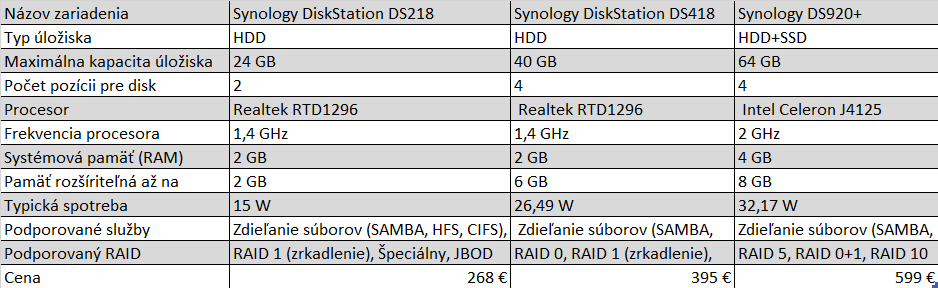 Názov zariadenia Synology DiskStation DS218 Synology DiskStation DS418 Synology DS920+
Typ úložiska HDD HDD HDD+SSD
Maximálna kapacita úložiska 24 GB 40 GB 64 GB
Počet pozícii pre disk 2 4 4
Procesor Realtek RTD1296 Realtek RTD1296 Intel Celeron J4125
Frekvencia procesora 1,4 GHz 1,4 GHz 2 GHz
Systémová pamäť (RAM) 2 GB 2 GB 4 GB
Pamäť rozšíriteľná až na 2 GB 6 GB 8 GB
Typická spotreba 15 W 26,49 W 32,17 W
Podporované služby Zdieľanie súborov (SAMBA, HFS, CIFS), Zdieľanie súborov (SAMBA, Zdieľanie súborov (SAMBA,
Podporovaný RAID RAID 1 (zrkadlenie), Špeciálny, JBOD RAID 0, RAID 1 (zrkadlenie), RAID 5, RAID 0+1, RAID 10
Cena 268 € 395 € 599 €